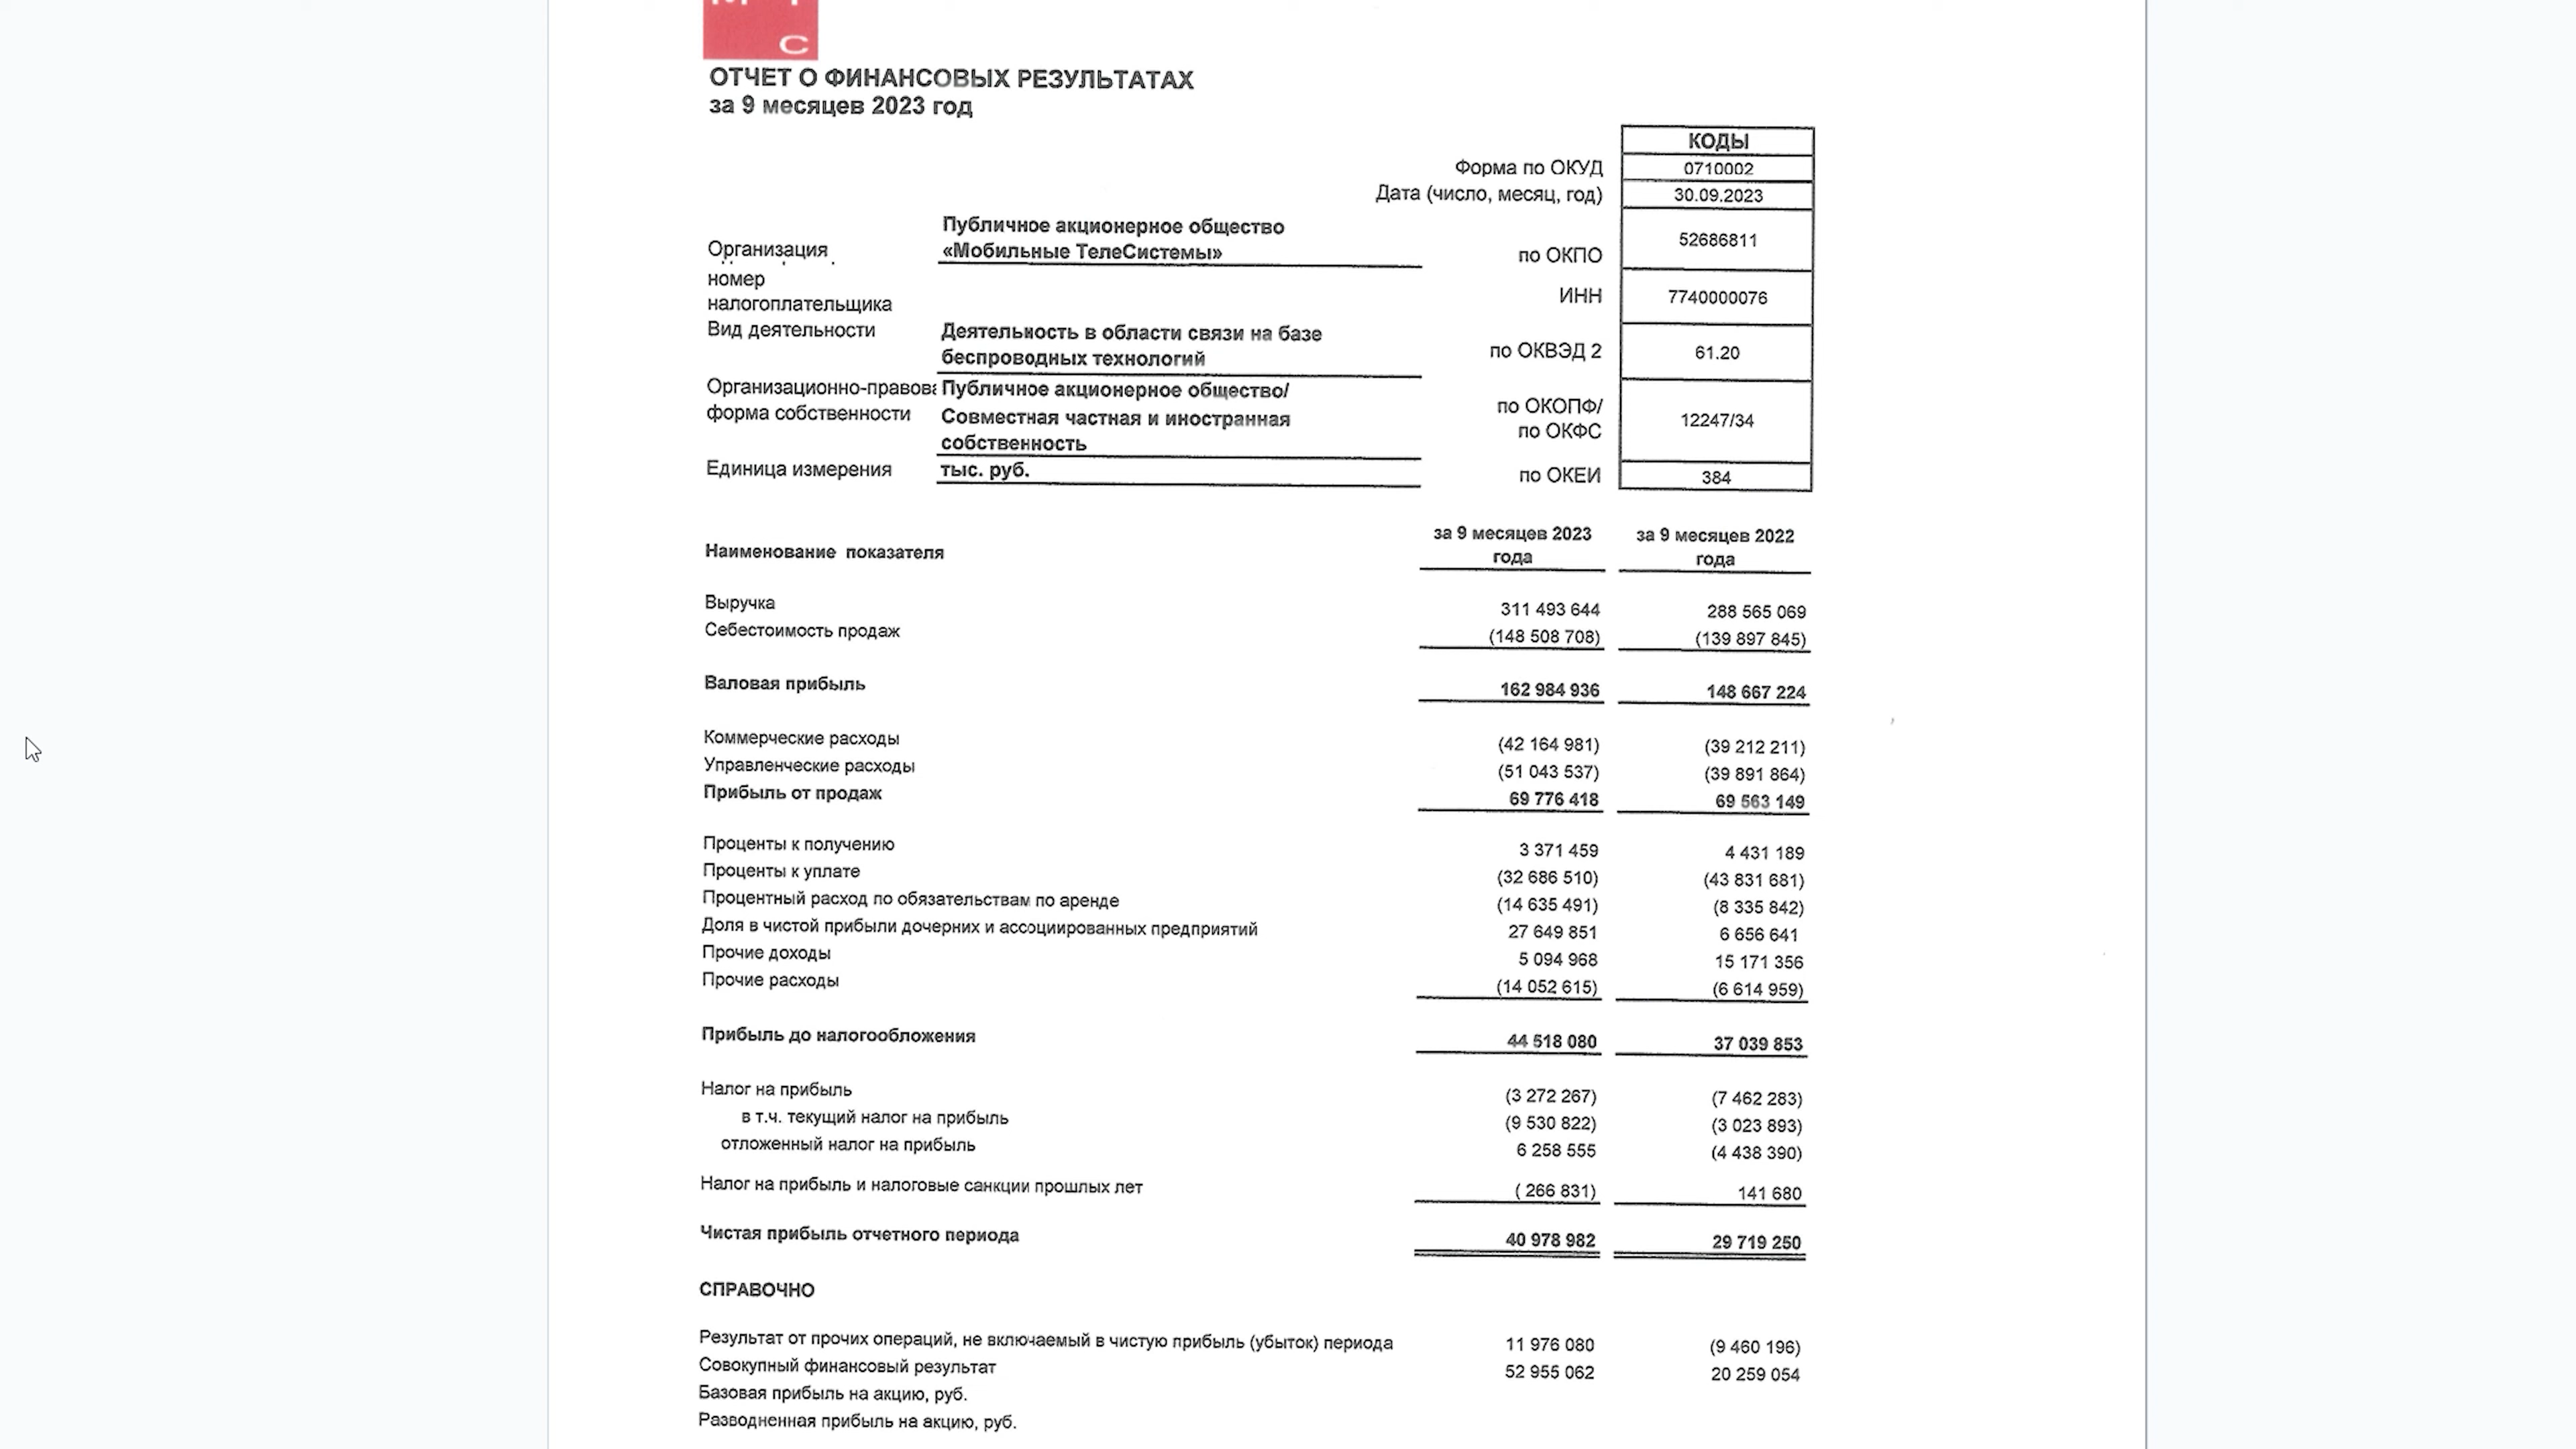 С
ОТЧЕТ О ФИНАНСОВЫХ РЕЗУЛЬТАТАХ
за 9 месяцев 2023 год
КОДЫ
Форма по ОКУД 0710002
Дата (число, месяц, год) 30.09.2023
Публичное акционерное общество
Организация «Мобильные ТелеСистемы» по ОКПО 52686811
номер
налогоплательщика ИНН 7740000076
Вид деятельности Деятельность в области связи на базе
беспроводных технологий по ОКВЭД 2 61.20
Организационно-правова Публичное акционерное общество/
форма собственности Совместная частная и иностранная
собственность
по ОКОПФ/
по ОКФС 12247/34
Единица измерения тыс. руб. по ОКЕИ 384
Наименование показателя
за 9 месяцев 2023
года
за 9 месяцев 2022
года
Выручка 311 493 644 288 565 069
Себестоимость продаж (148 508 708) (139 897 845)
Валовая прибыль 162 984 936 148 667 224
Коммерческие расходы (42 164 981) (39 212 211)
Управленческие расходы (51 043 537) (39 891 864)
Прибыль от продаж 69 776 418 69 563 149
Проценты к получению 3 371 459 4 431 189
Проценты к уплате (32 686 510) (43 831 681)
Процентный расход по обязательствам по аренде (14 635 491) (8 335 842)
Доля в чистой прибыли дочерних и ассоциированных предприятий 27 649 851 6 656 641
Прочие доходы 5 094 968 15 171 356
Прочие расходы (14 052 615) (6 614 959)
Прибыль до налогообложения 44 518 080 37 039 853
Налог на прибыль (3 272 267) (7 462 283)
в т.ч. текущий налог на прибыль (9 530 822) (3 023 893)
отложенный налог на прибыль 6 258 555 (4 438 390)
Налог на прибыль и налоговые санкции прошлых лет ( 266 831) 141 680
Чистая прибыль отчетного периода 40 978 982 29 719 250
СПРАВОЧНО
Результат от прочих операций, не включаемый в чистую прибыль (убыток) периода 11 976 080 (9 460 196)
Совокупный финансовый результат 52 955 062 20 259 054
Базовая прибыль на акцию, руб.
Разводненная прибыль на акцию, руб.